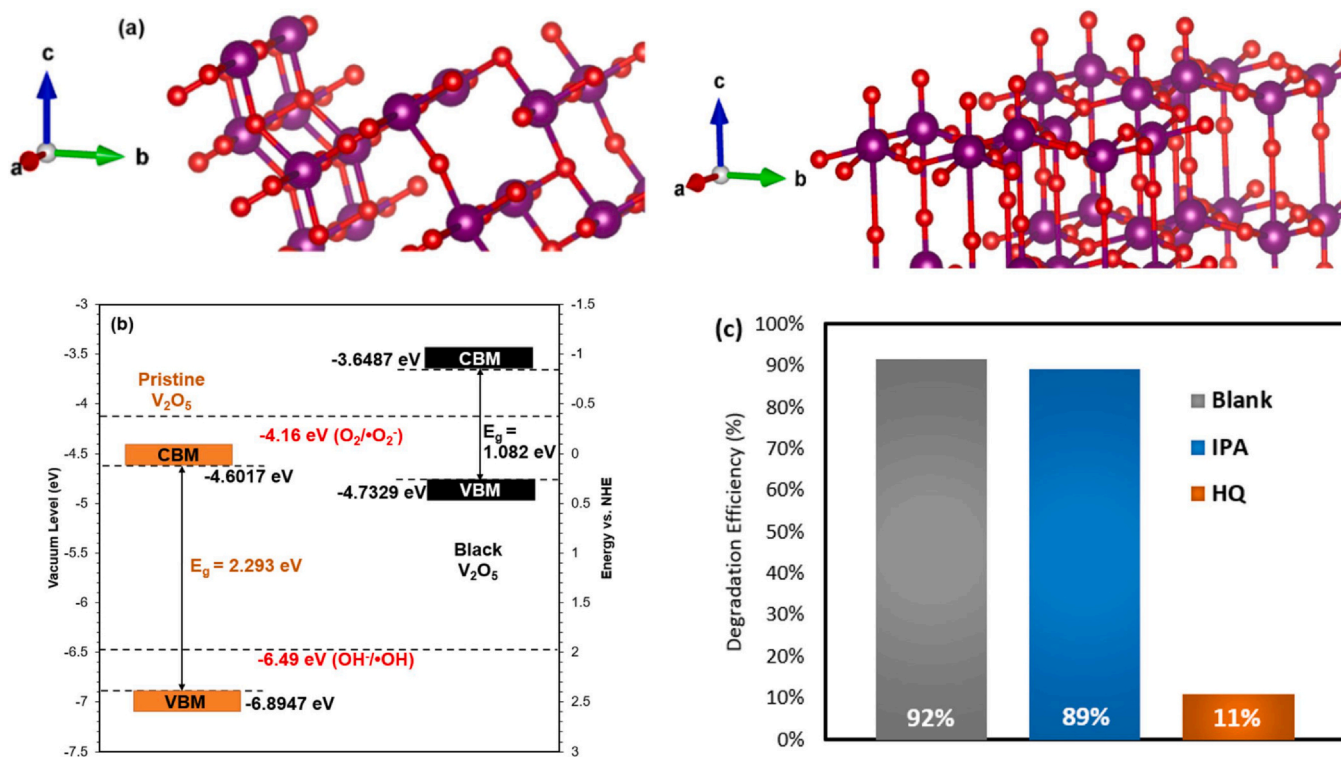 (a)
c
b
a
c
b
a
(b)
-3
-3.5
-4
-4.5
-5
-5.5
-6
-6.5
-7
-7.5
Vacuum Level (eV)
-1.5
-1
-0.5
0
0.5
1
1.5
2
2.5
3
Energy vs. NHE
Pristine
V₂O₅
CBM
-4.6017 eV
E_g = 2.293 eV
VBM
-6.8947 eV
-4.16 eV (O₂/•O₂⁻)
-6.49 eV (OH⁻/•OH)
-3.6487 eV
CBM
E_g =
1.082 eV
-4.7329 eV
VBM
Black
V₂O₅
(c)
Degradation Efficiency (%)
100%
90%
80%
70%
60%
50%
40%
30%
20%
10%
0%
92%
89%
11%
Blank
IPA
HQ